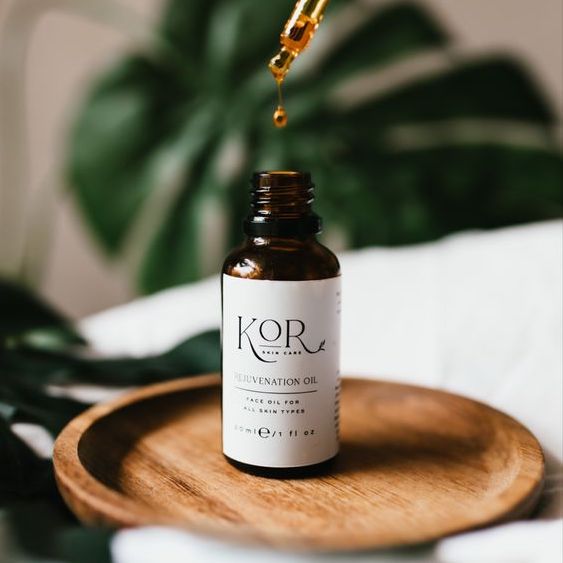 KOR
SKIN CARE
REJUVENATION OIL
FACE OIL FOR
ALL SKIN TYPES
30ml℮/1 fl oz